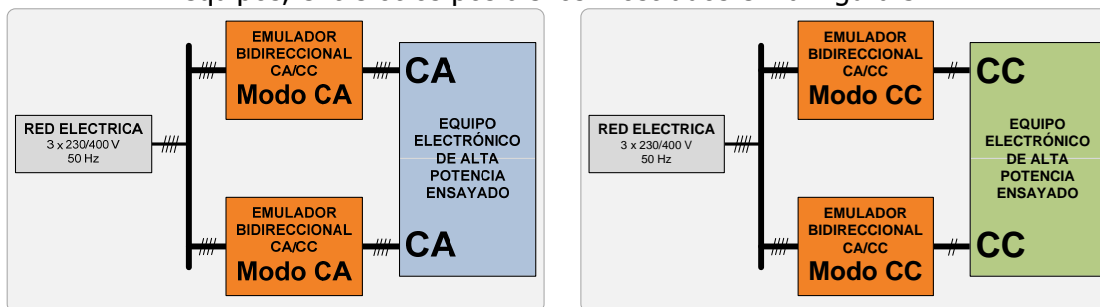 equipos,
EMULADOR
BIDIRECCIONAL
CA/CC
Modo CA
CA
RED ELECTRICA
3 x 230/400 V
50 Hz
EQUIPO
ELECTRÓNICO
DE ALTA
POTENCIA
ENSAYADO
EMULADOR
BIDIRECCIONAL
CA/CC
Modo CA
CA
EMULADOR
BIDIRECCIONAL
CA/CC
Modo CC
CC
RED ELECTRICA
3 x 230/400 V
50 Hz
EQUIPO
ELECTRÓNICO
DE ALTA
POTENCIA
ENSAYADO
EMULADOR
BIDIRECCIONAL
CA/CC
Modo CC
CC